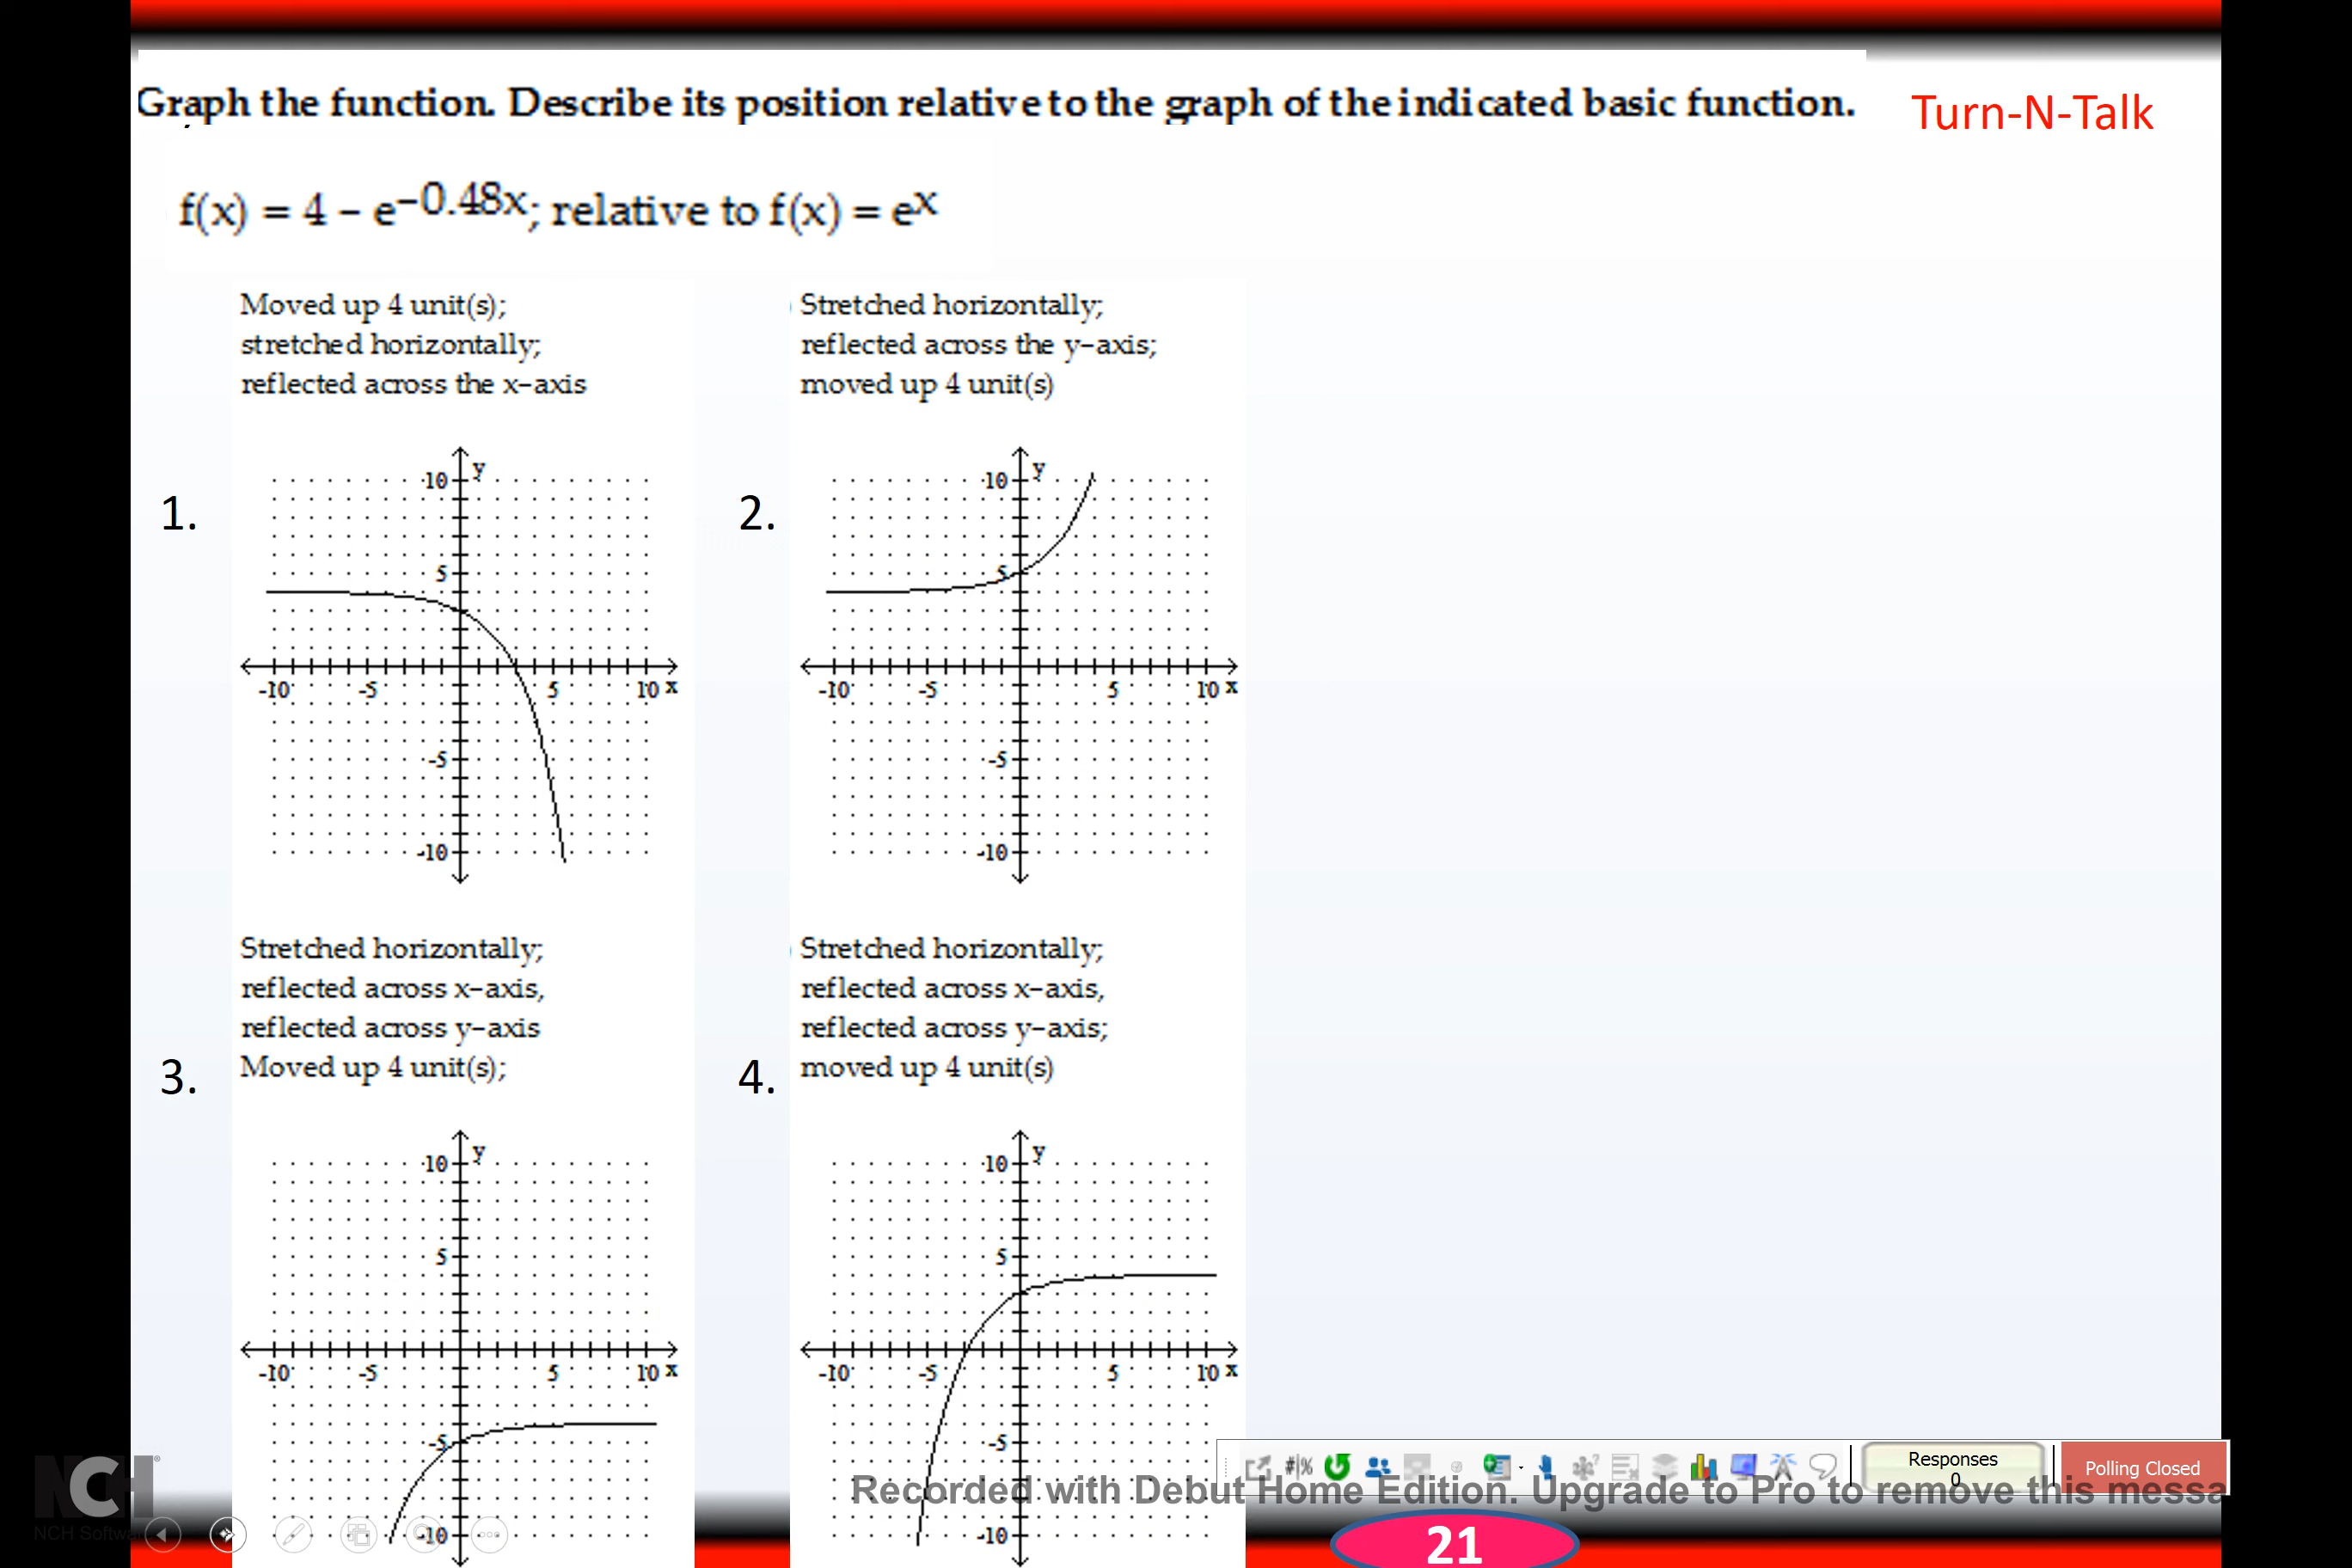 Graph the function. Describe its position relative to the graph of the indicated basic function.
Turn-N-Talk
f(x) = 4 – e^–0.48x; relative to f(x) = e^x
Moved up 4 unit(s);
stretched horizontally;
reflected across the x–axis
1.
10 y
5
-10 -5 5 10 x
-5
-10
Stretched horizontally;
reflected across the y–axis;
moved up 4 unit(s)
2.
10 y
5
-10 -5 5 10 x
-5
-10
Stretched horizontally;
reflected across x–axis,
reflected across y–axis
Moved up 4 unit(s);
3.
10 y
5
-10 -5 5 10 x
-5
-10
Stretched horizontally;
reflected across x–axis,
reflected across y–axis;
moved up 4 unit(s)
4.
10 y
5
-10 -5 5 10 x
-5
-10
#|%
Responses
0
Polling Closed
Recorded with Debut Home Edition. Upgrade to Pro to remove this messa
NCH
NCH Softwa
21